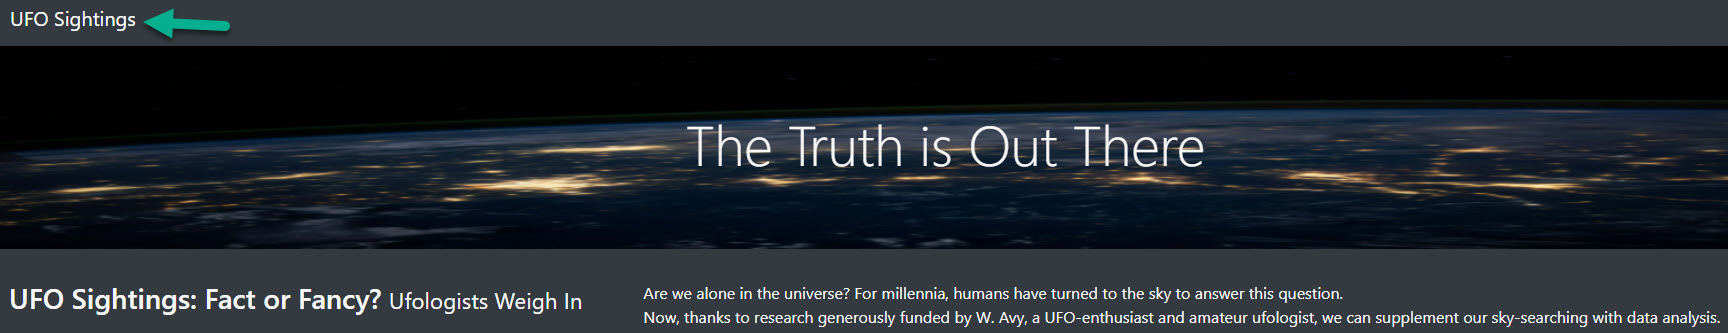 UFO Sightings
The Truth is Out There
UFO Sightings: Fact or Fancy? Ufologists Weigh In
Are we alone in the universe? For millennia, humans have turned to the sky to answer this question.
Now, thanks to research generously funded by W. Avy, a UFO-enthusiast and amateur ufologist, we can supplement our sky-searching with data analysis.